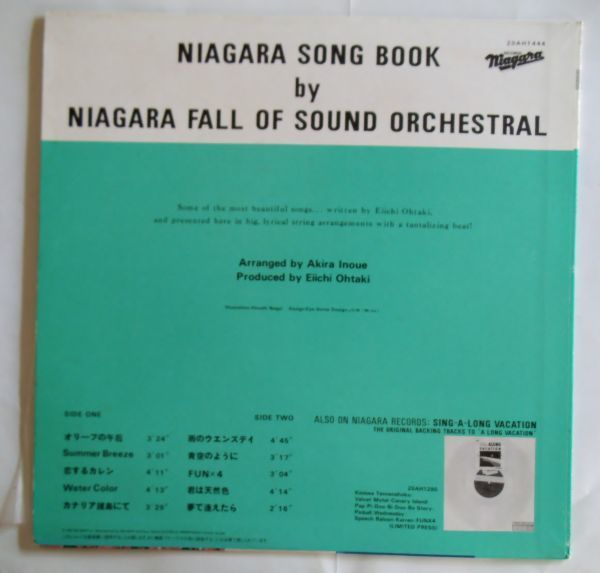 20AH1444
Niagara
NIAGARA SONG BOOK
by
NIAGARA FALL OF SOUND ORCHESTRAL
Some of the most beautiful songs... written by Eiichi Ohtaki,
and presented here in big, lyrical string arrangements with a tantalizing beat!
Arranged by Akira Inoue
Produced by Eiichi Ohtaki
SIDE ONE
オリーブの午后 3'24"
Summer Breeze 3'01"
恋するカレン 4'11"
Water Color 4'13"
カナリア諸島にて 3'29"
SIDE TWO
雨のウエンズデイ 4'45"
青空のように 3'17"
FUN×4 3'04"
君は天然色 4'14"
夢で逢えたら 2'16"
ALSO ON NIAGARA RECORDS: SING-A-LONG VACATION
THE ORIGINAL BACKING TRACKS TO "A LONG VACATION"
Velvet Motel Canary Island
Pap-Pi-Doo-Bi-Doo-Ba Story
FUNX4
(LIMITED PRESS)